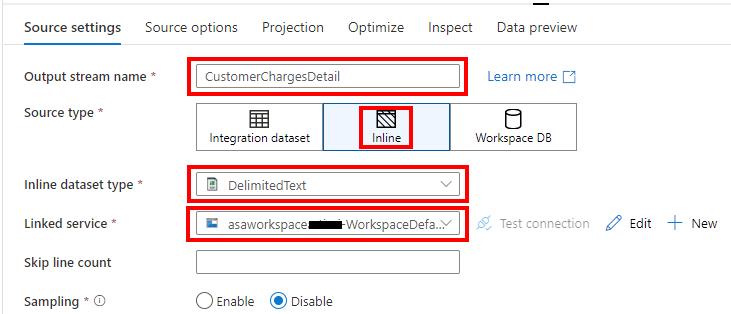 Source settings Source options Projection Optimize Inspect Data preview
Output stream name * CustomerChargesDetail Learn more
Source type * Integration dataset Inline Workspace DB
Inline dataset type * DelimitedText
Linked service * asaworkspace -WorkspaceDefa... Test connection Edit + New
Skip line count
Sampling * Enable Disable